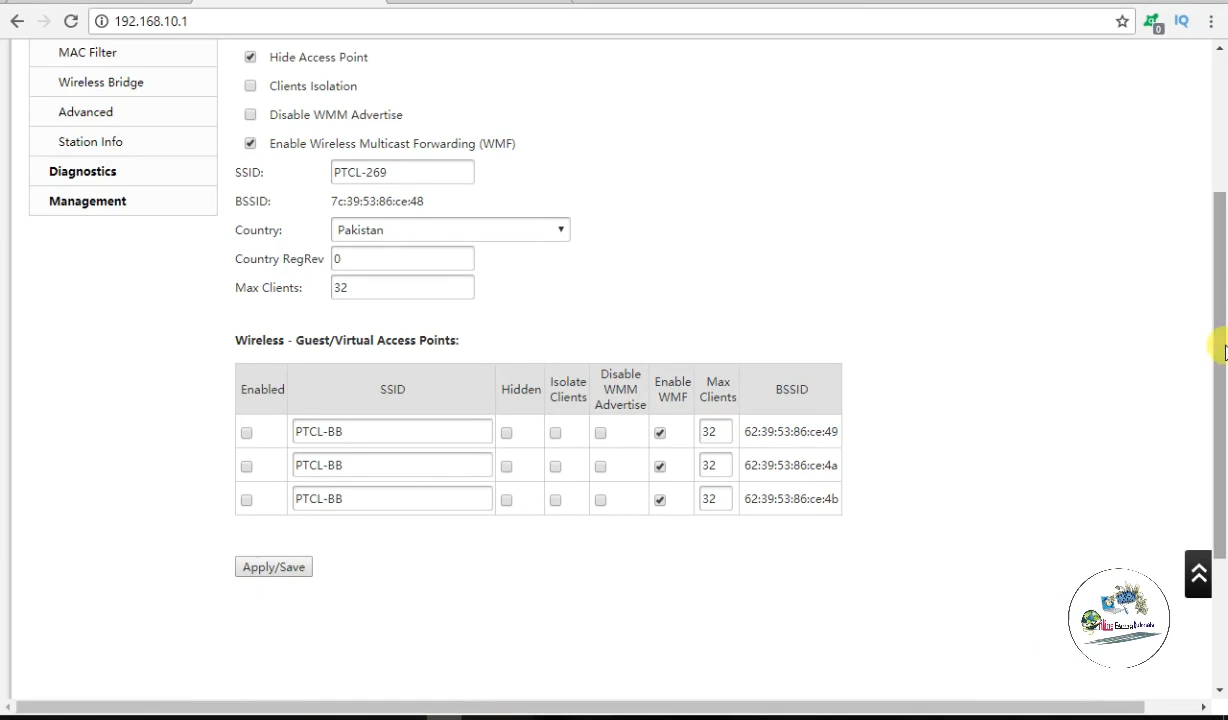 192.168.10.1
0
IQ
MAC Filter
Wireless Bridge
Advanced
Station Info
Diagnostics
Management
Hide Access Point
Clients Isolation
Disable WMM Advertise
Enable Wireless Multicast Forwarding (WMF)
SSID: PTCL-269
BSSID: 7c:39:53:86:ce:48
Country: Pakistan
Country RegRev 0
Max Clients: 32
Wireless - Guest/Virtual Access Points:
Enabled SSID Hidden Isolate Clients Disable WMM Advertise Enable WMF Max Clients BSSID
PTCL-BB 32 62:39:53:86:ce:49
PTCL-BB 32 62:39:53:86:ce:4a
PTCL-BB 32 62:39:53:86:ce:4b
Apply/Save